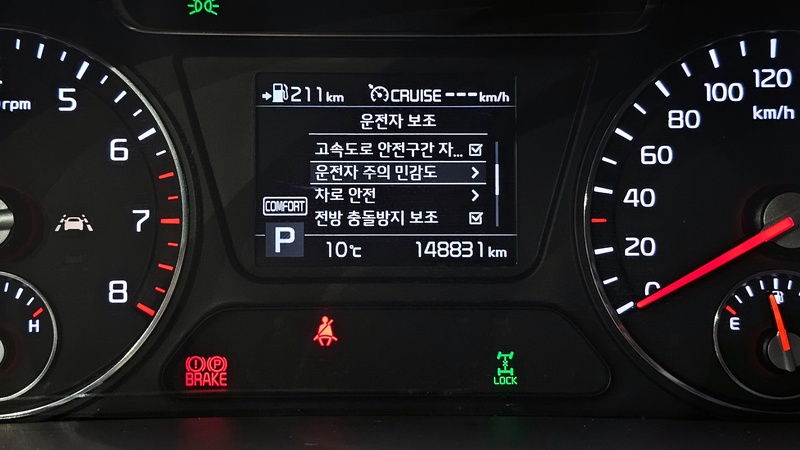 211km CRUISE ---km/h
운전자 보조
고속도로 안전구간 자...
운전자 주의 민감도
차로 안전
전방 충돌방지 보조
COMFORT
P
10℃ 148831km
rpm
5
6
7
8
H
BRAKE
LOCK
120
100
km/h
80
60
40
20
0
E